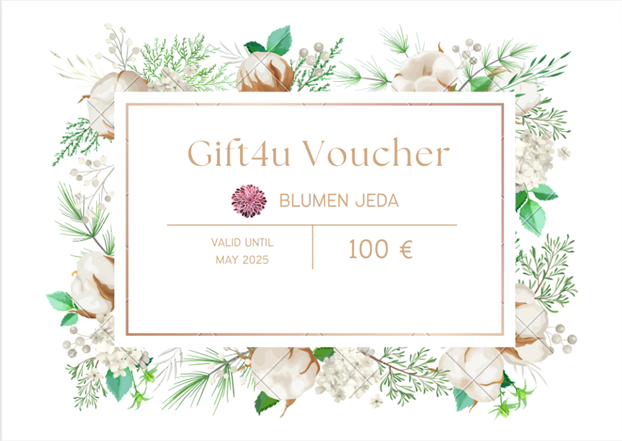 Gift4u Voucher
BLUMEN JEDA
VALID UNTIL
MAY 2025
100 €